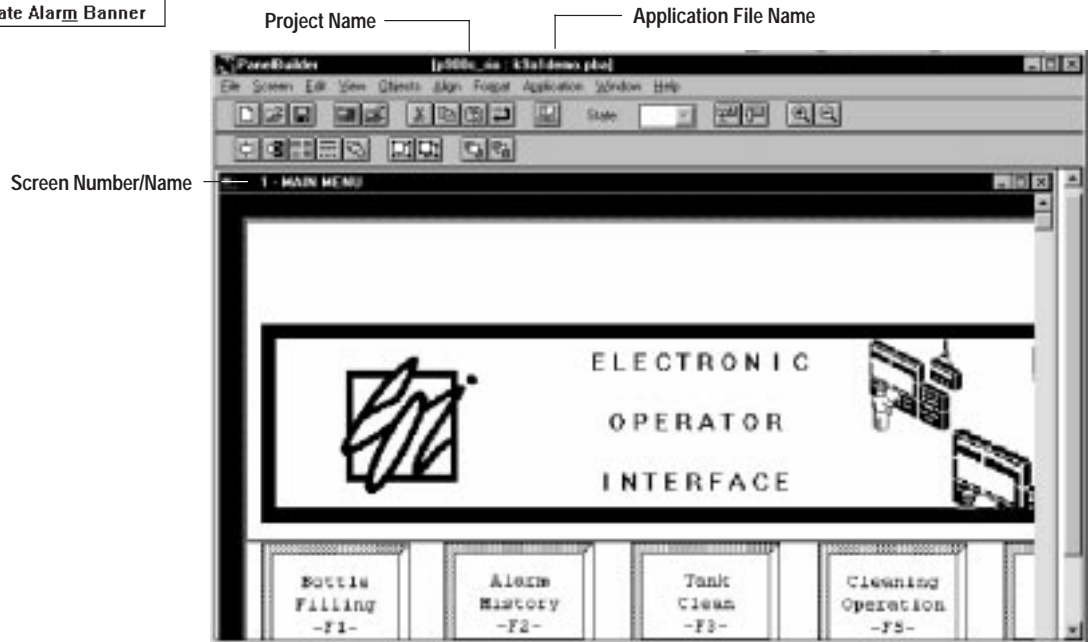 ate Alarm Banner
Project Name
Application File Name
PanelBuilder
Screen Number/Name
File Screen Edit View Objects Align Format Application Window Help
State
1 - MAIN MENU
ELECTRONIC
OPERATOR
INTERFACE
Bottle
Filling
-F1-
Alarm
History
-F2-
Tank
Clean
-F3-
Cleaning
Operation
-F5-